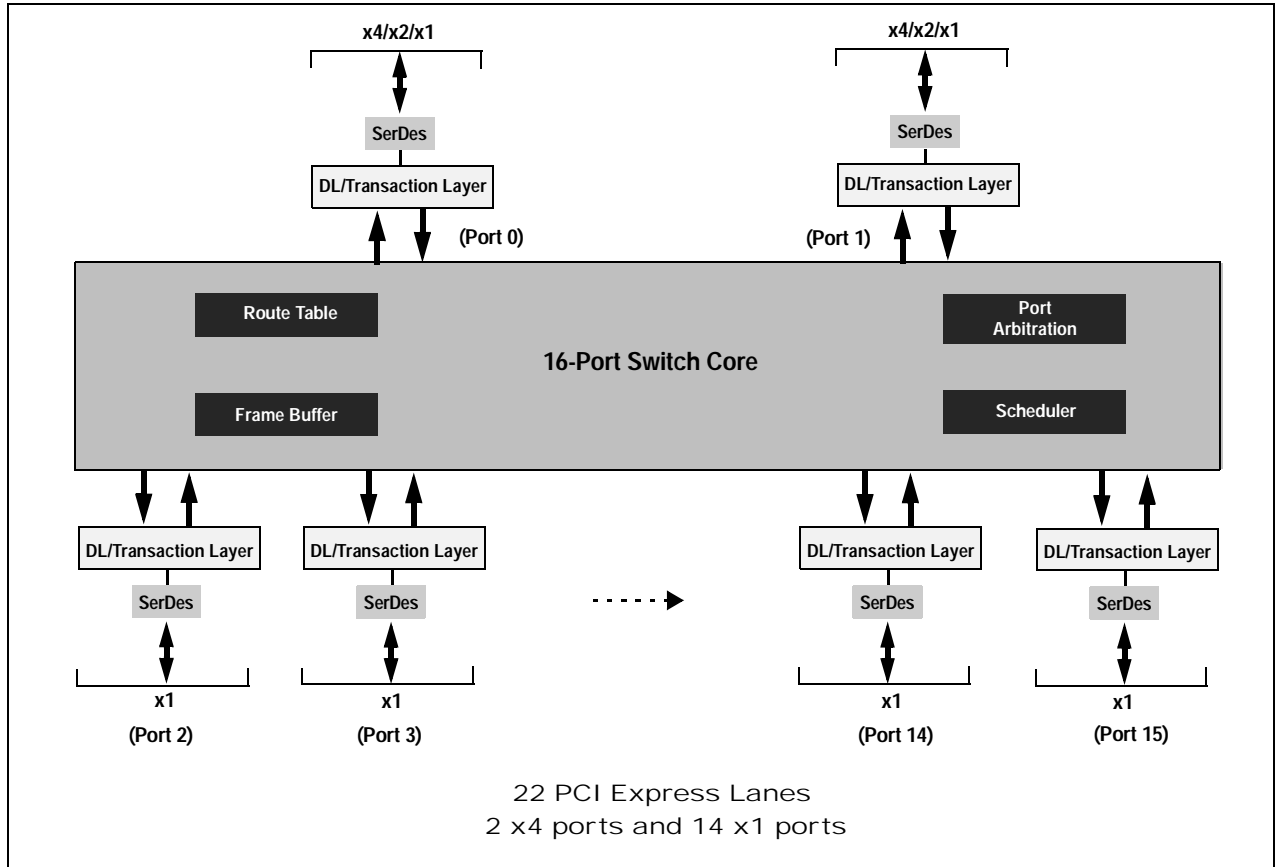 x4/x2/x1
x4/x2/x1
SerDes
SerDes
DL/Transaction Layer
DL/Transaction Layer
(Port 0)
(Port 1)
Route Table
Port
Arbitration
16-Port Switch Core
Frame Buffer
Scheduler
DL/Transaction Layer
DL/Transaction Layer
DL/Transaction Layer
DL/Transaction Layer
SerDes
SerDes
SerDes
SerDes
x1
x1
x1
x1
(Port 2)
(Port 3)
(Port 14)
(Port 15)
22 PCI Express Lanes
2 x4 ports and 14 x1 ports